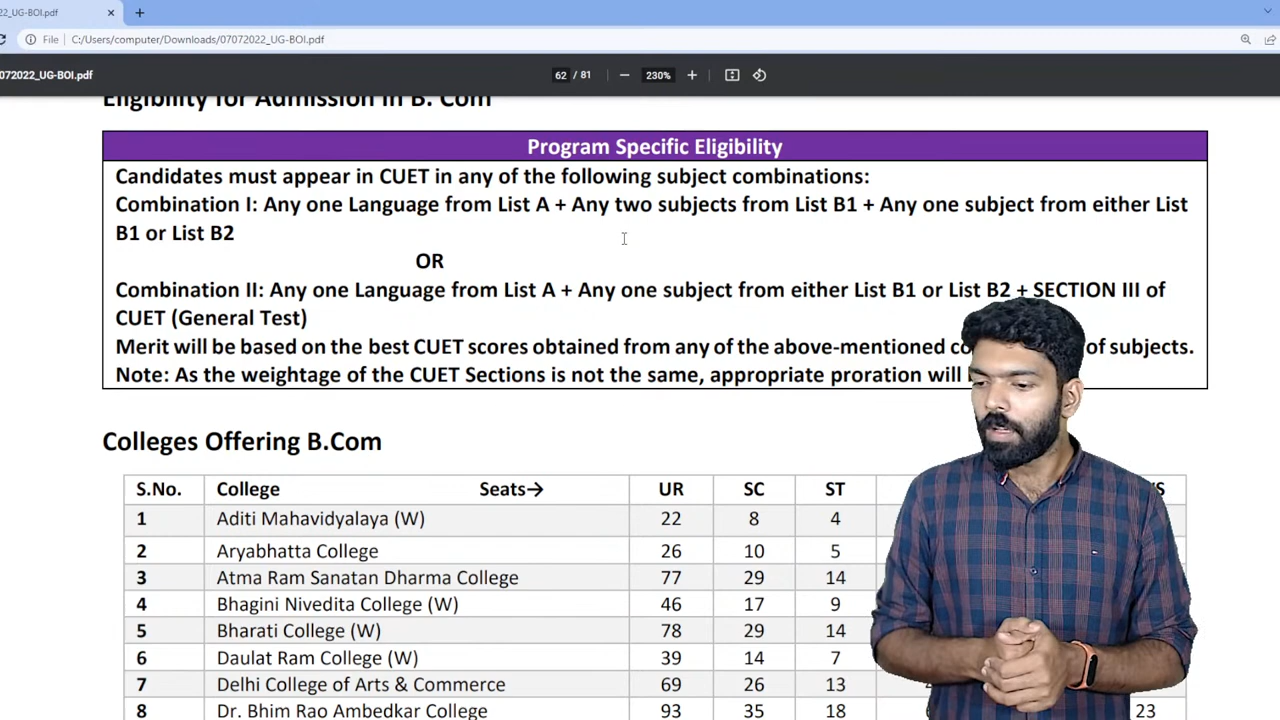 22_UG-BOI.pdf
File C:/Users/computer/Downloads/07072022_UG-BOI.pdf
072022_UG-BOI.pdf 62 / 81 230%
Eligibility for Admission in B. Com
Program Specific Eligibility
Candidates must appear in CUET in any of the following subject combinations:
Combination I: Any one Language from List A + Any two subjects from List B1 + Any one subject from either List
B1 or List B2
OR
Combination II: Any one Language from List A + Any one subject from either List B1 or List B2 + SECTION III of
CUET (General Test)
Merit will be based on the best CUET scores obtained from any of the above-mentioned of subjects.
Note: As the weightage of the CUET Sections is not the same, appropriate proration will
Colleges Offering B.Com
S.No. College Seats→ UR SC ST
1 Aditi Mahavidyalaya (W) 22 8 4
2 Aryabhatta College 26 10 5
3 Atma Ram Sanatan Dharma College 77 29 14
4 Bhagini Nivedita College (W) 46 17 9
5 Bharati College (W) 78 29 14
6 Daulat Ram College (W) 39 14 7
7 Delhi College of Arts & Commerce 69 26 13
8 Dr. Bhim Rao Ambedkar College 93 35 18 23